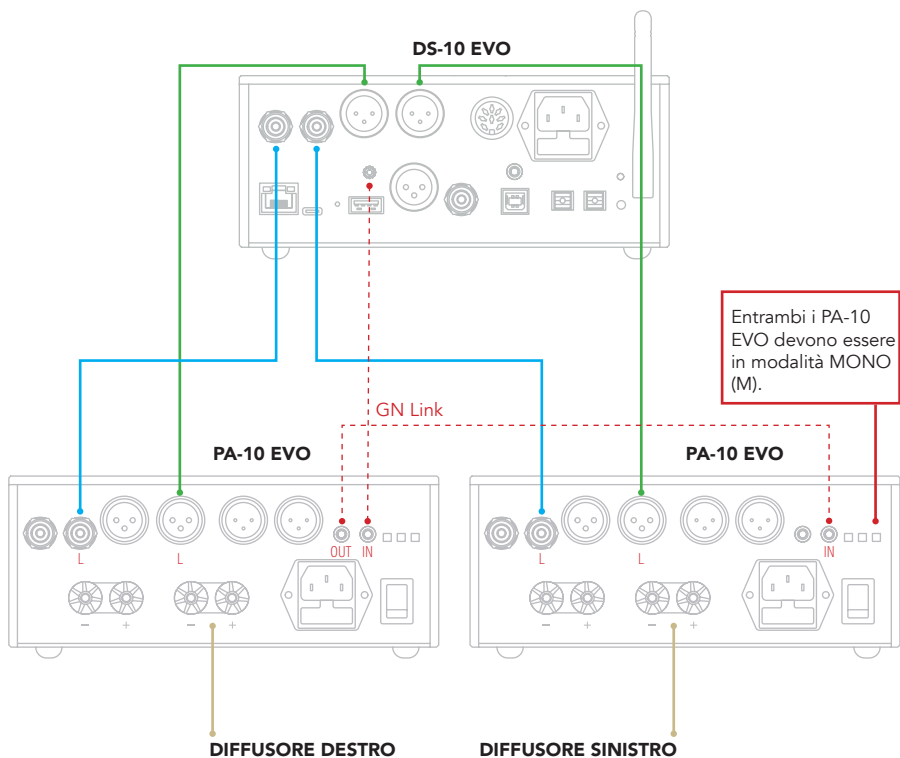 DS-10 EVO
Entrambi i PA-10
EVO devono essere
in modalità MONO
(M).
GN Link
PA-10 EVO
PA-10 EVO
L
L
OUT
IN
L
L
IN
−
+
−
+
−
+
−
+
DIFFUSORE DESTRO
DIFFUSORE SINISTRO